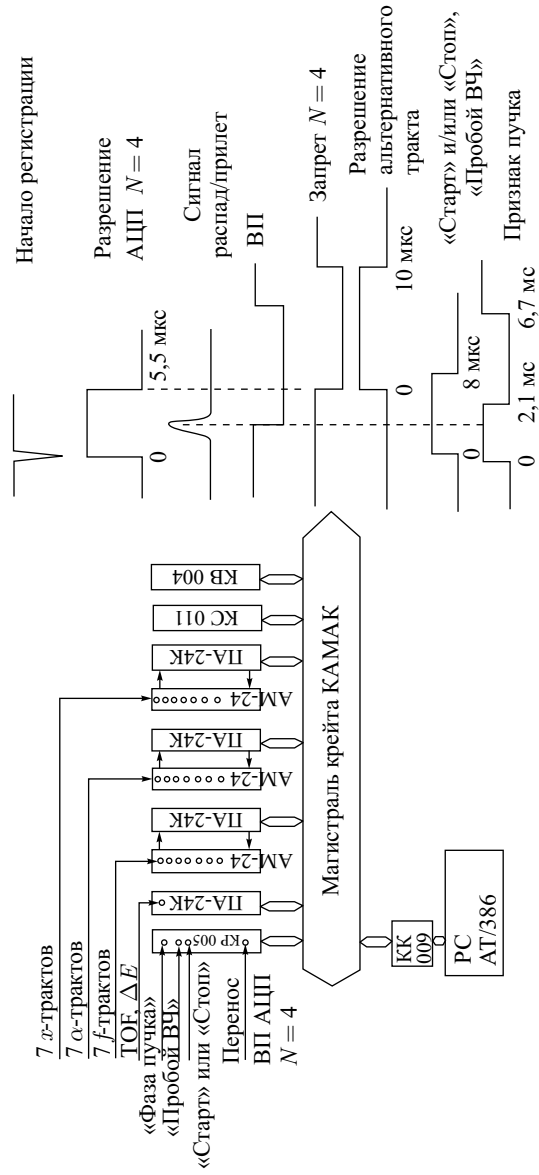 7 x-трактов
7 α-трактов
7 f-трактов
TOF, ΔE
«Фаза пучка»
«Пробой ВЧ»
«Старт» или «Стоп»
Перенос
ВП АЦП
N = 4
КР 005
ПА-24К
АМ-24
ПА-24К
АМ-24
ПА-24К
АМ-24
ПА-24К
КС 011
КВ 004
Магистраль крейта КАМАК
КК
009
PC
AT/386
Начало регистрации
0
5,5 мкс
Разрешение
АЦП N = 4
Сигнал
распад/прилет
ВП
Запрет N = 4
0
10 мкс
Разрешение
альтернативного
тракта
0
8 мкс
«Старт» и/или «Стоп»,
«Пробой ВЧ»
0
2,1 мс
6,7 мс
Признак пучка